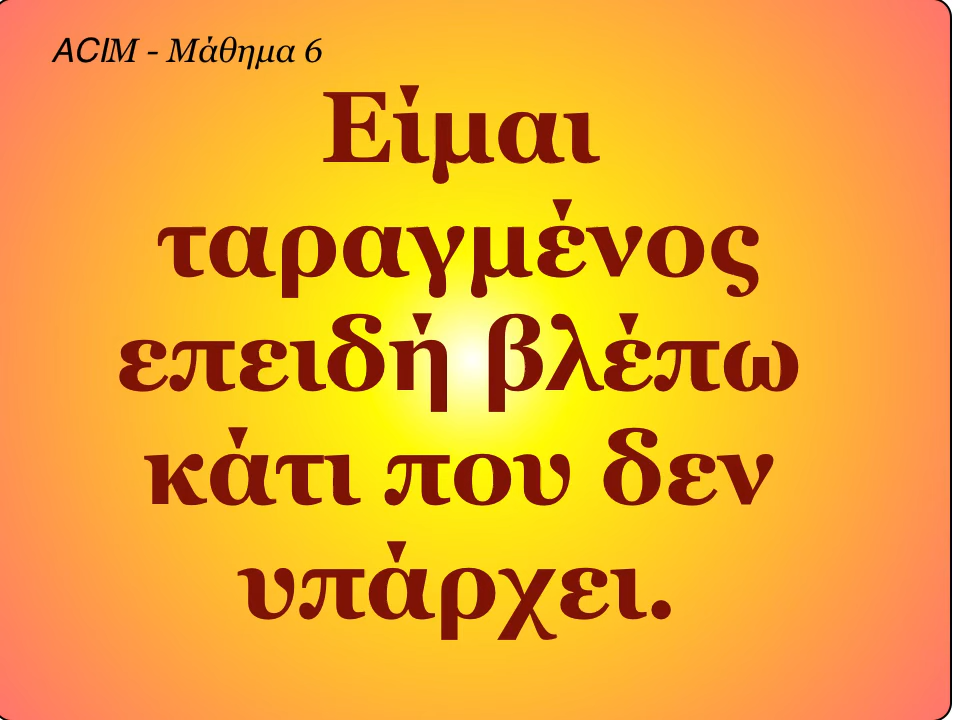 ACIM - Μάθημα 6
Είμαι
ταραγμένος
επειδή βλέπω
κάτι που δεν
υπάρχει.